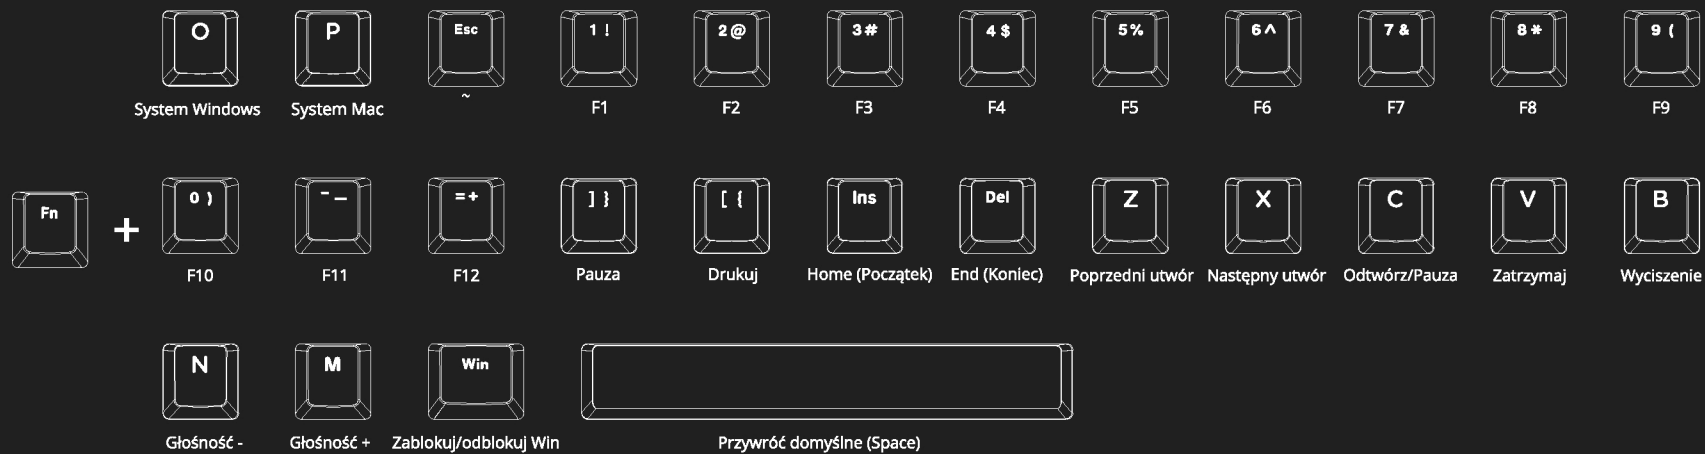 O P Esc 1 ! 2 @ 3 # 4 $ 5 % 6 ^ 7 & 8 * 9 (
System Windows System Mac ~ F1 F2 F3 F4 F5 F6 F7 F8 F9
Fn + 0 ) - _ = + ] } [ { Ins Del Z X C V B
F10 F11 F12 Pauza Drukuj Home (Początek) End (Koniec) Poprzedni utwór Następny utwór Odtwórz/Pauza Zatrzymaj Wyciszenie
N M Win
Głośność - Głośność + Zablokuj/odblokuj Win Przywróć domyślne (Space)